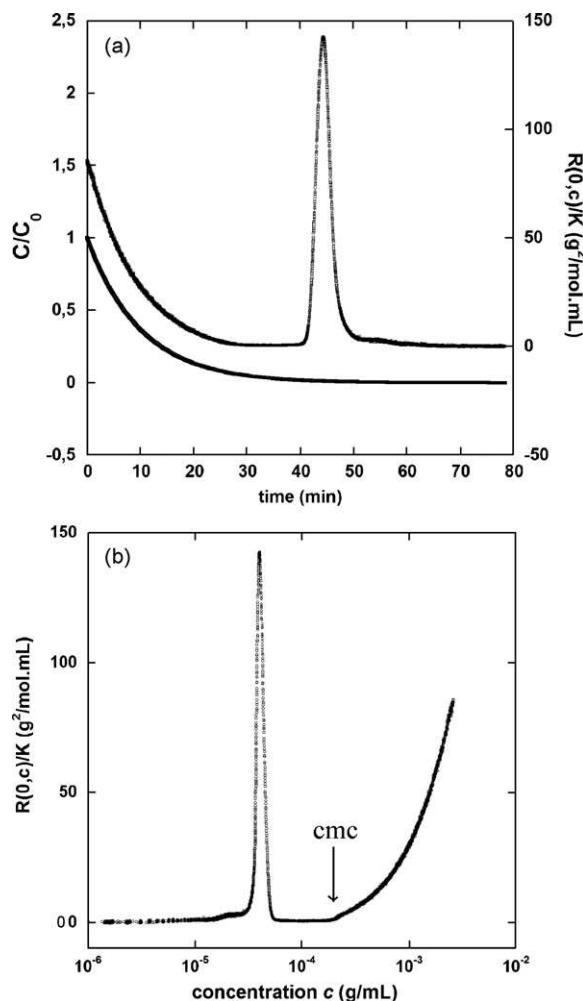 (a)
2,5
2
1,5
1
0,5
0
-0,5
C/C₀
150
100
50
0
-50
R(0,c)/K (g²/mol.mL)
0 10 20 30 40 50 60 70 80
time (min)
(b)
150
100
50
0 0
R(0,c)/K (g²/mol.mL)
cmc
10⁻⁶ 10⁻⁵ 10⁻⁴ 10⁻³ 10⁻²
concentration c (g/mL)